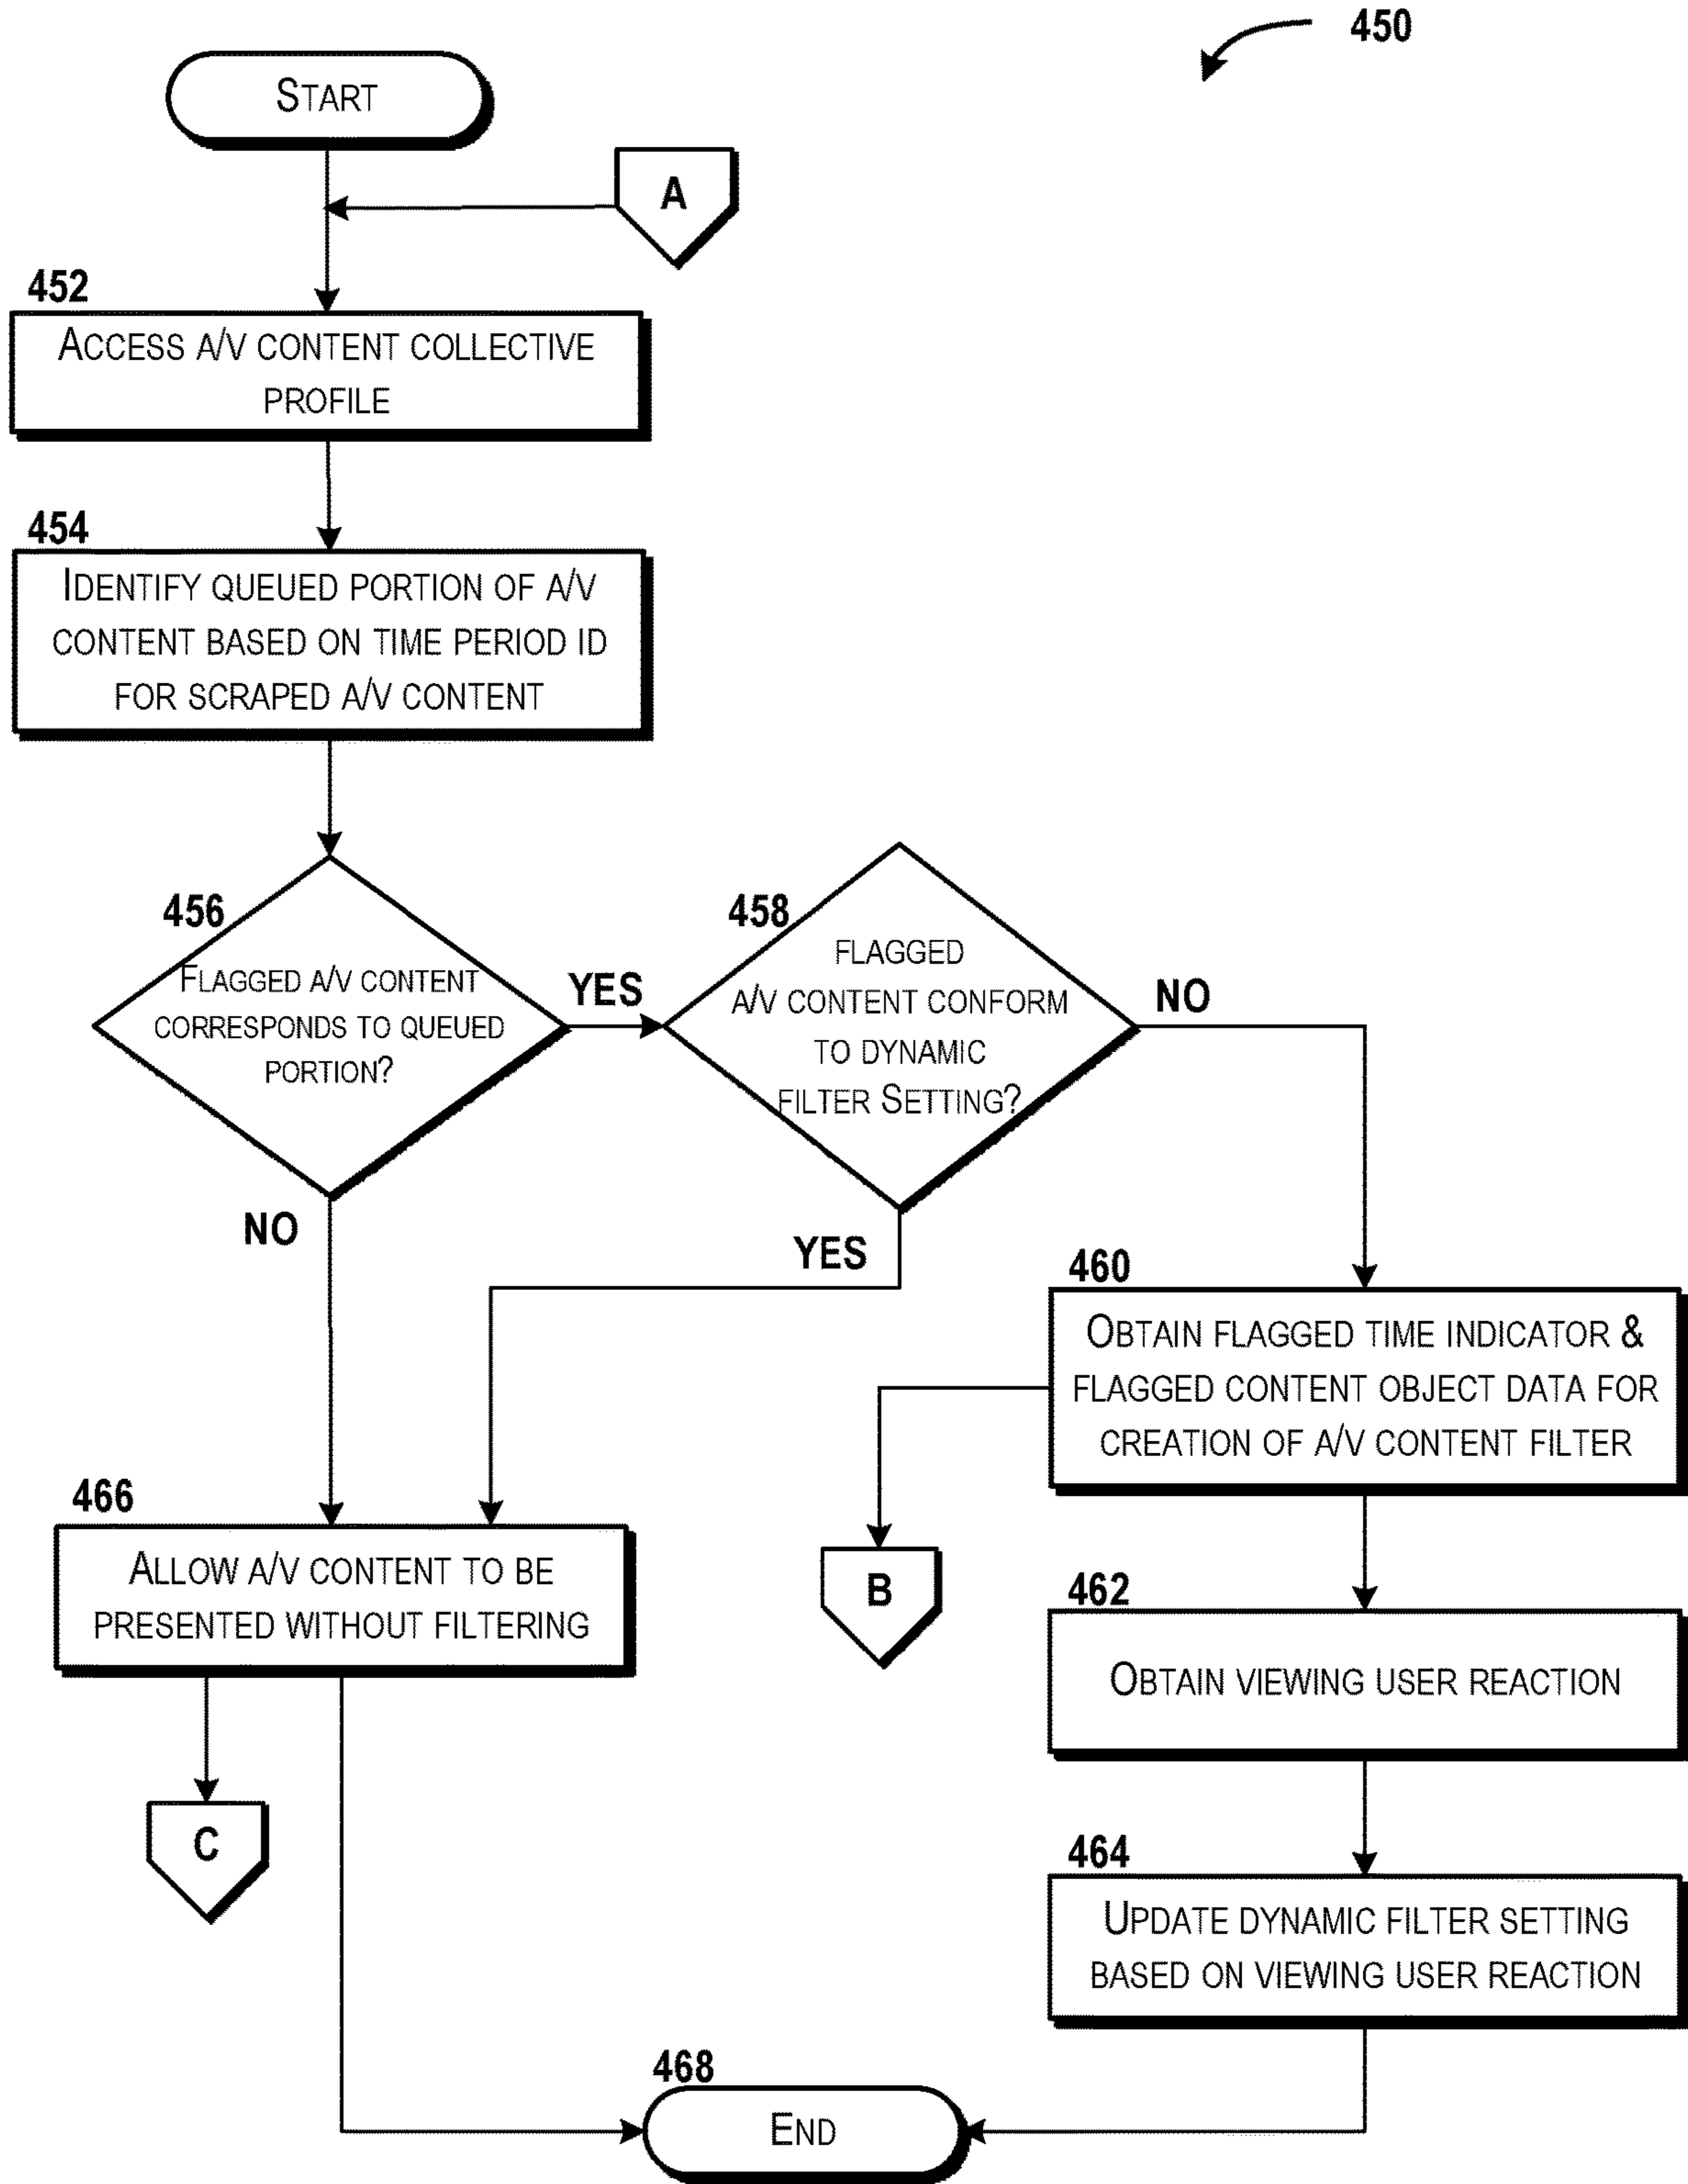 450
START
A
452
ACCESS A/V CONTENT COLLECTIVE
PROFILE
454
IDENTIFY QUEUED PORTION OF A/V
CONTENT BASED ON TIME PERIOD ID
FOR SCRAPED A/V CONTENT
456
FLAGGED A/V CONTENT
CORRESPONDS TO QUEUED
PORTION?
YES
NO
458
FLAGGED
A/V CONTENT CONFORM
TO DYNAMIC
FILTER SETTING?
NO
YES
460
OBTAIN FLAGGED TIME INDICATOR &
FLAGGED CONTENT OBJECT DATA FOR
CREATION OF A/V CONTENT FILTER
B
466
ALLOW A/V CONTENT TO BE
PRESENTED WITHOUT FILTERING
C
462
OBTAIN VIEWING USER REACTION
464
UPDATE DYNAMIC FILTER SETTING
BASED ON VIEWING USER REACTION
468
END